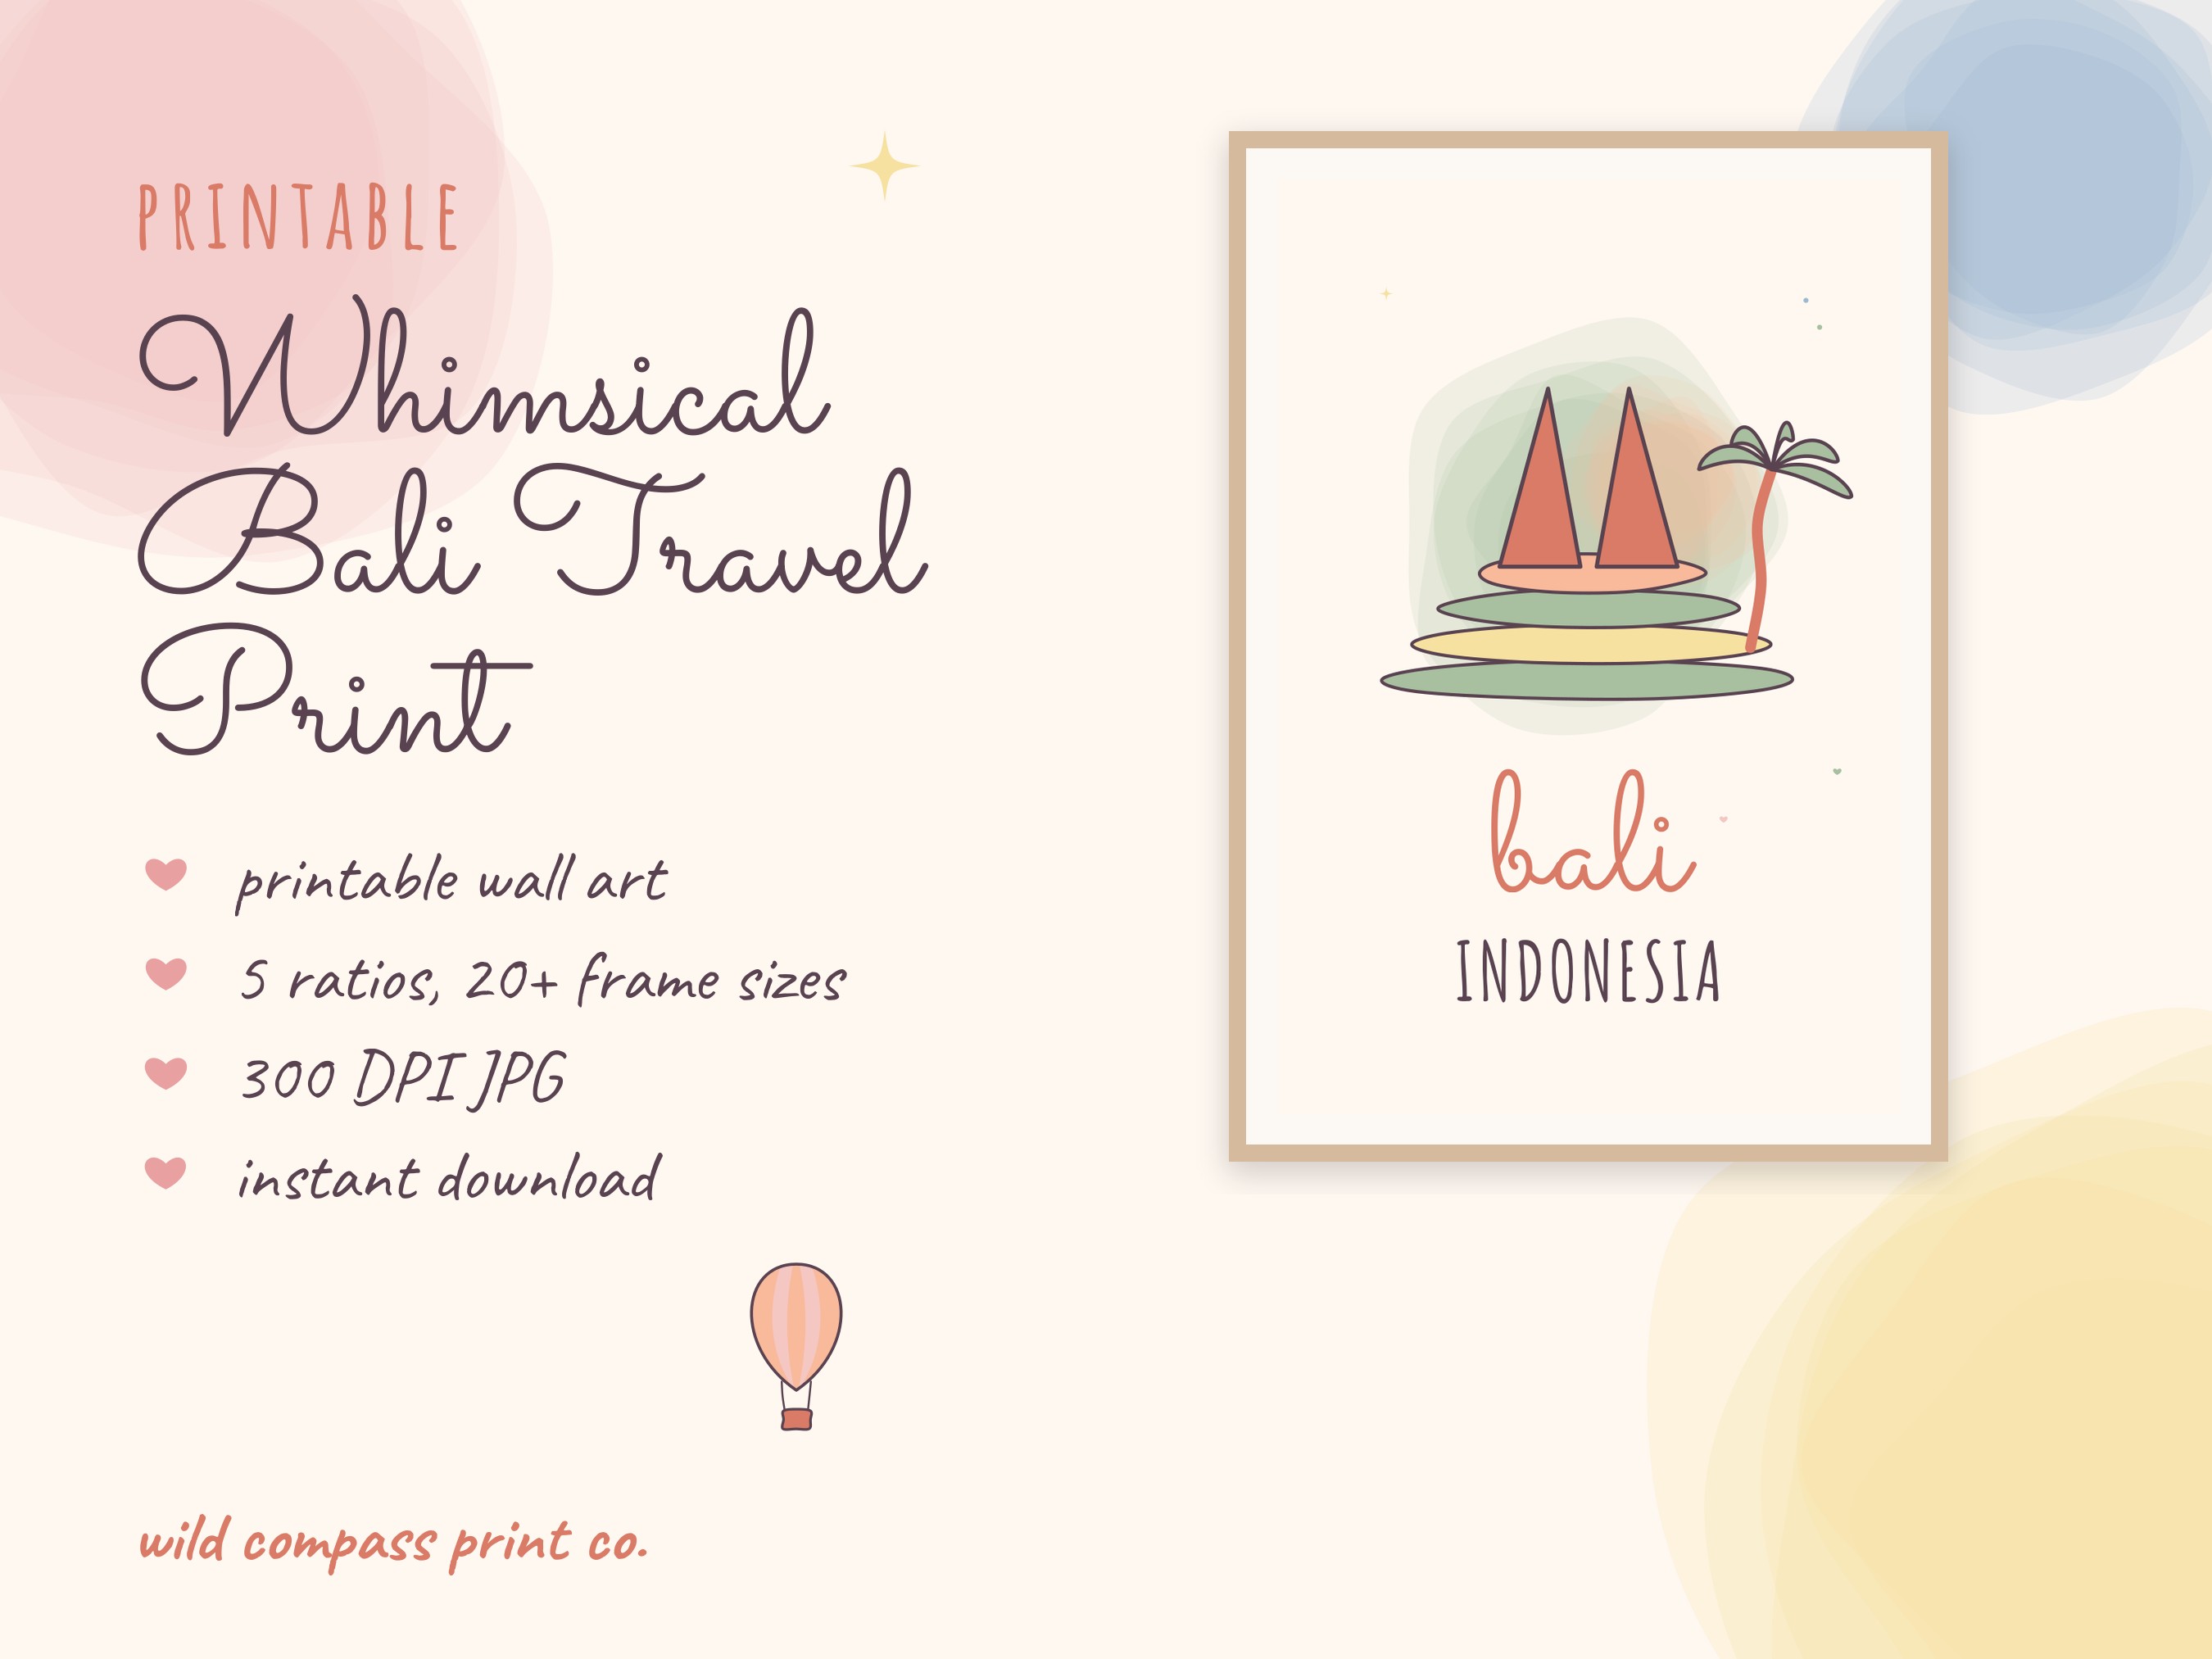 PRINTABLE
Whimsical
Bali Travel
Print
printable wall art
5 ratios, 20+ frame sizes
300 DPI JPG
instant download
wild compass print co.
bali
INDONESIA